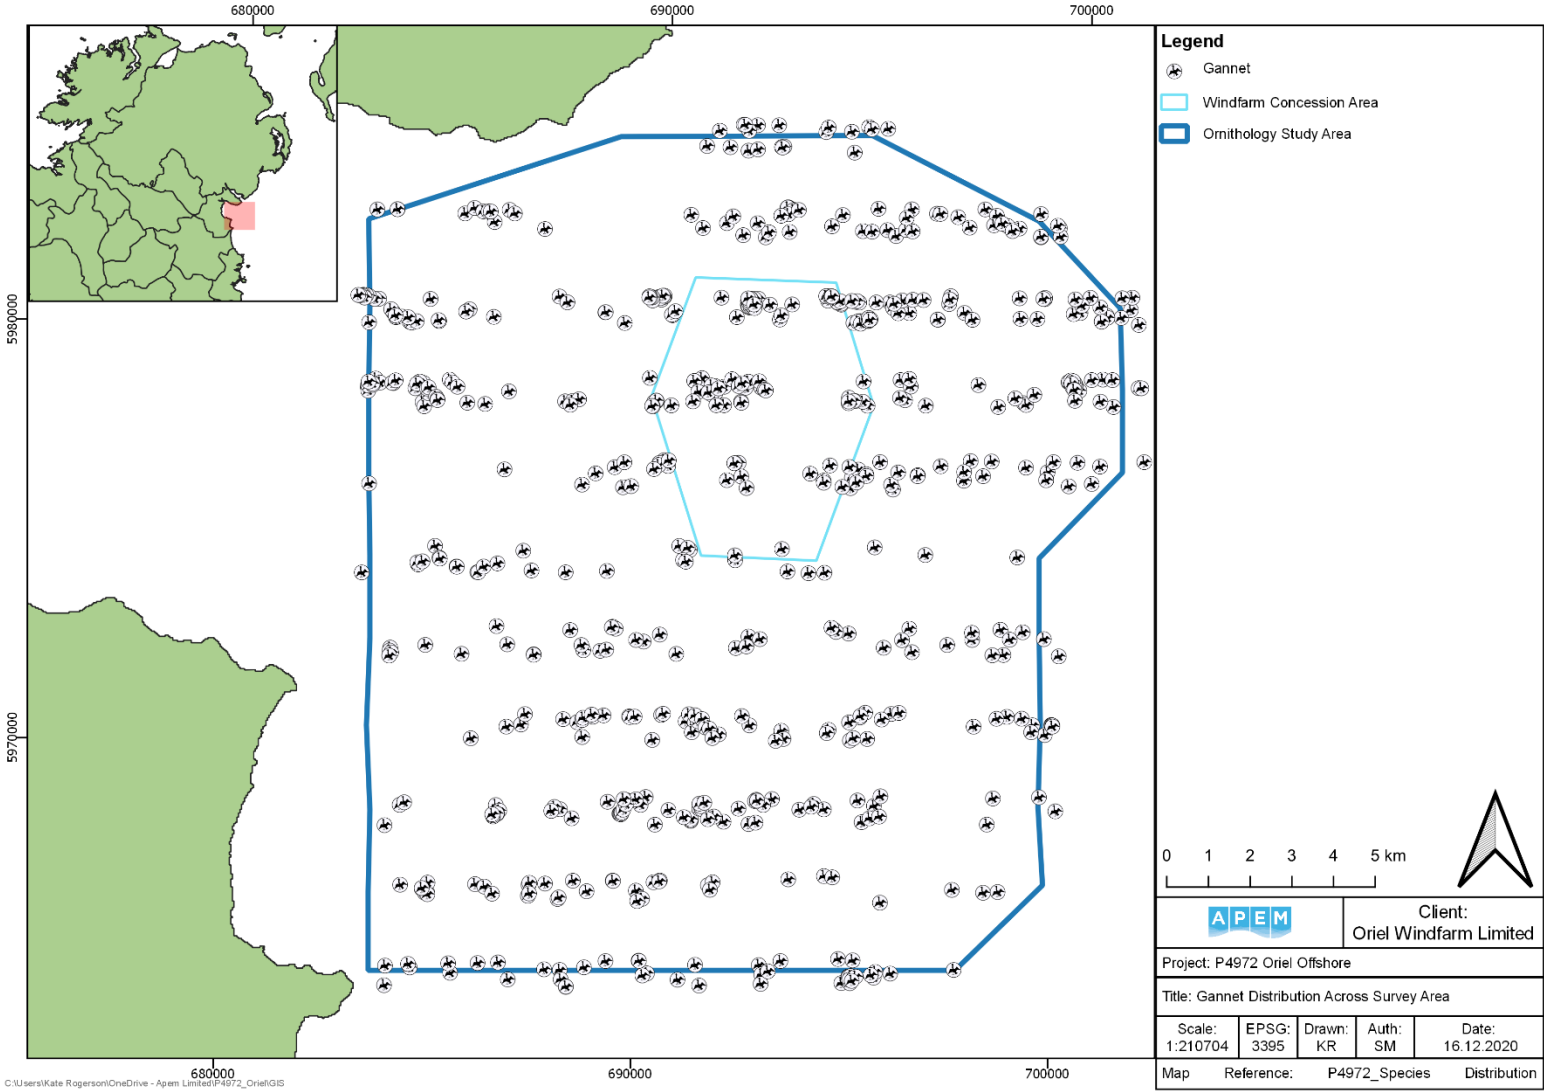 680000
690000
700000
5980000
5970000
Legend
Gannet
Windfarm Concession Area
Ornithology Study Area
0 1 2 3 4 5 km
APEM
Client:
Oriel Windfarm Limited
Project: P4972 Oriel Offshore
Title: Gannet Distribution Across Survey Area
Scale:
1:210704
EPSG:
3395
Drawn:
KR
Auth:
SM
Date:
16.12.2020
Map Reference: P4972_Species Distribution
680000
690000
700000
C:\Users\Kate Rogerson\OneDrive - Apem Limited\P4972_Oriel\GIS